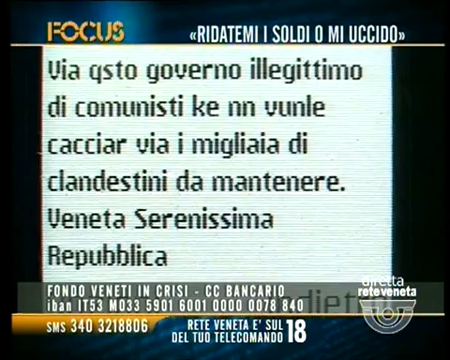 FOCUS
«RIDATEMI I SOLDI O MI UCCIDO»
Via qsto governo illegittimo
di comunisti ke nn vunle
cacciar via i migliaia di
clandestini da mantenere.
Veneta Serenissima
Repubblica
diretta
reteveneta
FONDO VENETI IN CRISI - CC BANCARIO
iban IT53 M033 5901 6001 0000 0078 840
SMS 340 3218806
RETE VENETA E' SUL
DEL TUO TELECOMANDO 18